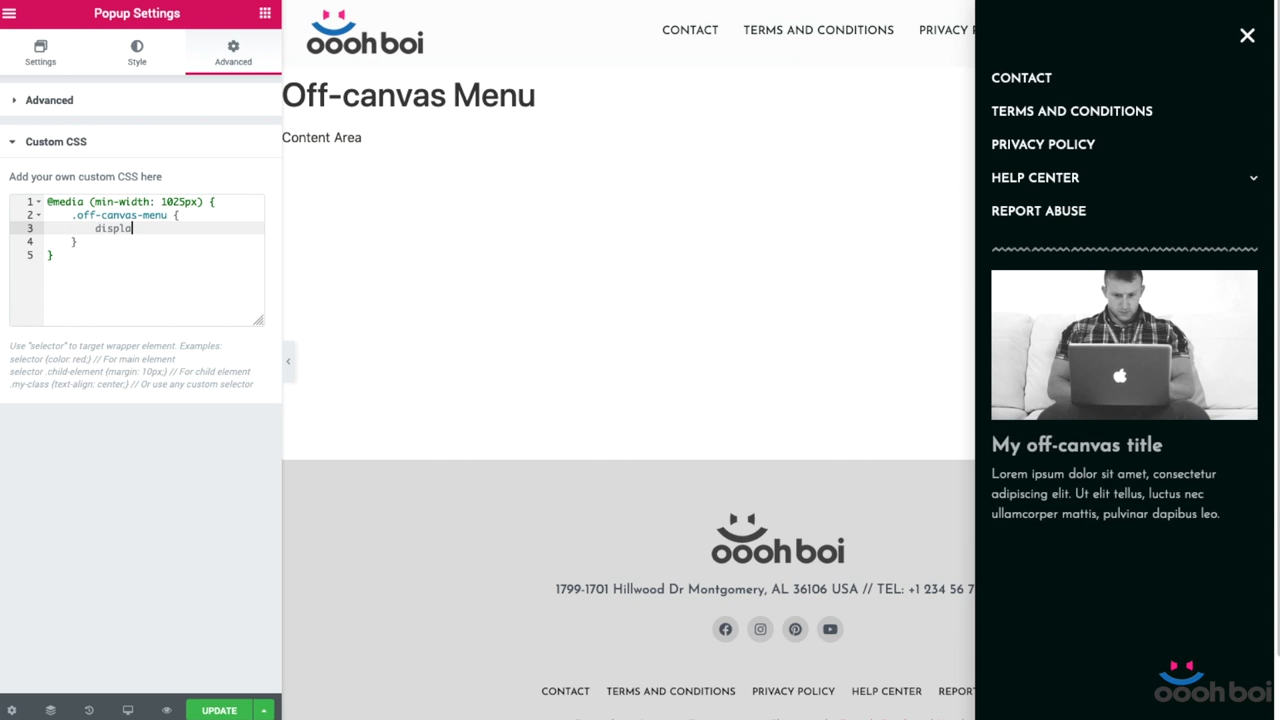 Popup Settings
Settings
Style
Advanced
Advanced
Custom CSS
Add your own custom CSS here
1 @media (min-width: 1025px) {
2 .off-canvas-menu {
3 displa
4 }
5 }
Use "selector" to target wrapper element. Examples:
selector {color: red;} // For main element
selector .child-element {margin: 10px;} // For child element
.my-class {text-align: center;} // Or use any custom selector
UPDATE
oooh boi
CONTACT TERMS AND CONDITIONS PRIVACY P
Off-canvas Menu
Content Area
oooh boi
1799-1701 Hillwood Dr Montgomery, AL 36106 USA // TEL: +1 234 56 7
CONTACT TERMS AND CONDITIONS PRIVACY POLICY HELP CENTER REPORT
CONTACT
TERMS AND CONDITIONS
PRIVACY POLICY
HELP CENTER
REPORT ABUSE
My off-canvas title
Lorem ipsum dolor sit amet, consectetur
adipiscing elit. Ut elit tellus, luctus nec
ullamcorper mattis, pulvinar dapibus leo.
oooh boi